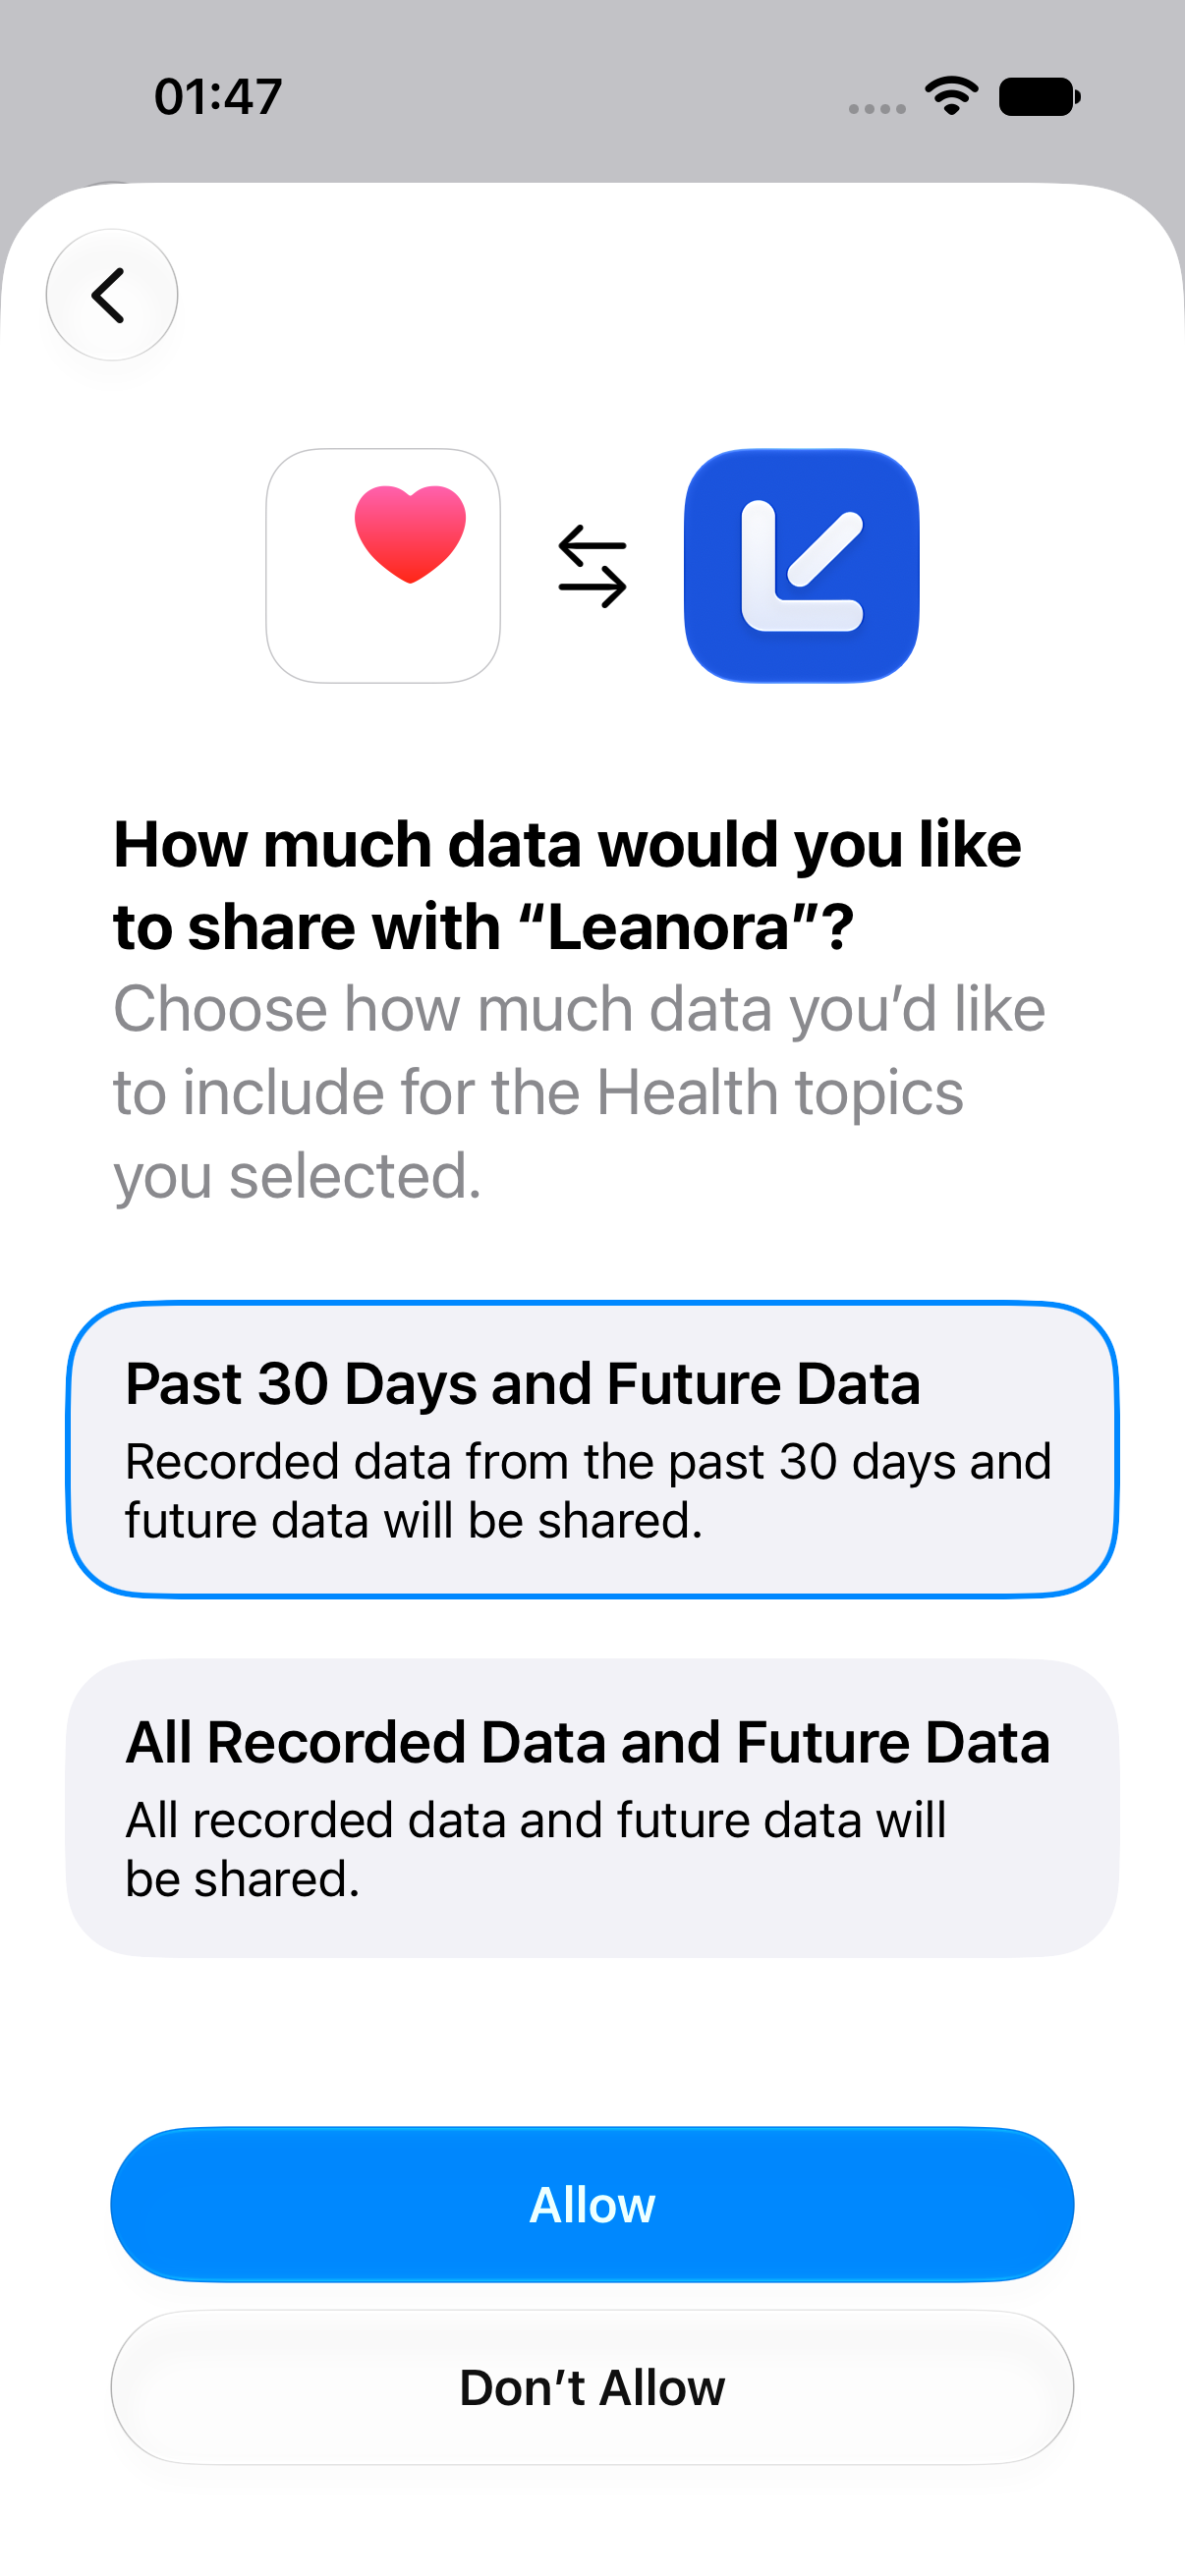 01:47
How much data would you like
to share with “Leanora”?
Choose how much data you’d like
to include for the Health topics
you selected.
Past 30 Days and Future Data
Recorded data from the past 30 days and
future data will be shared.
All Recorded Data and Future Data
All recorded data and future data will
be shared.
Allow
Don’t Allow